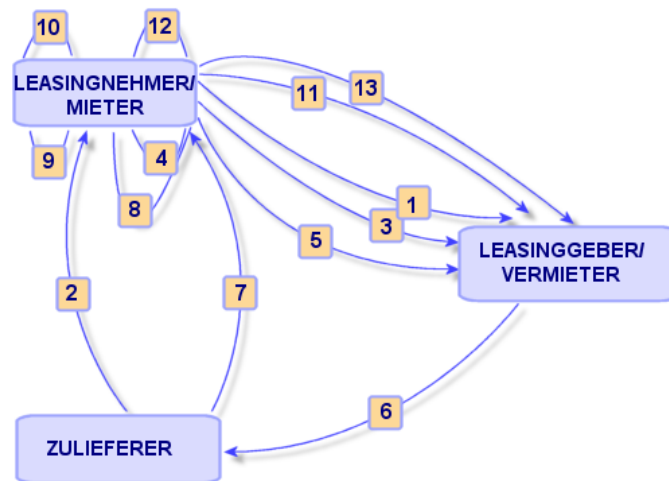 10
12
LEASINGNEHMER/
MIETER
11
13
9
4
8
1
3
5
LEASINGGEBER/
VERMIETER
2
7
6
ZULIEFERER